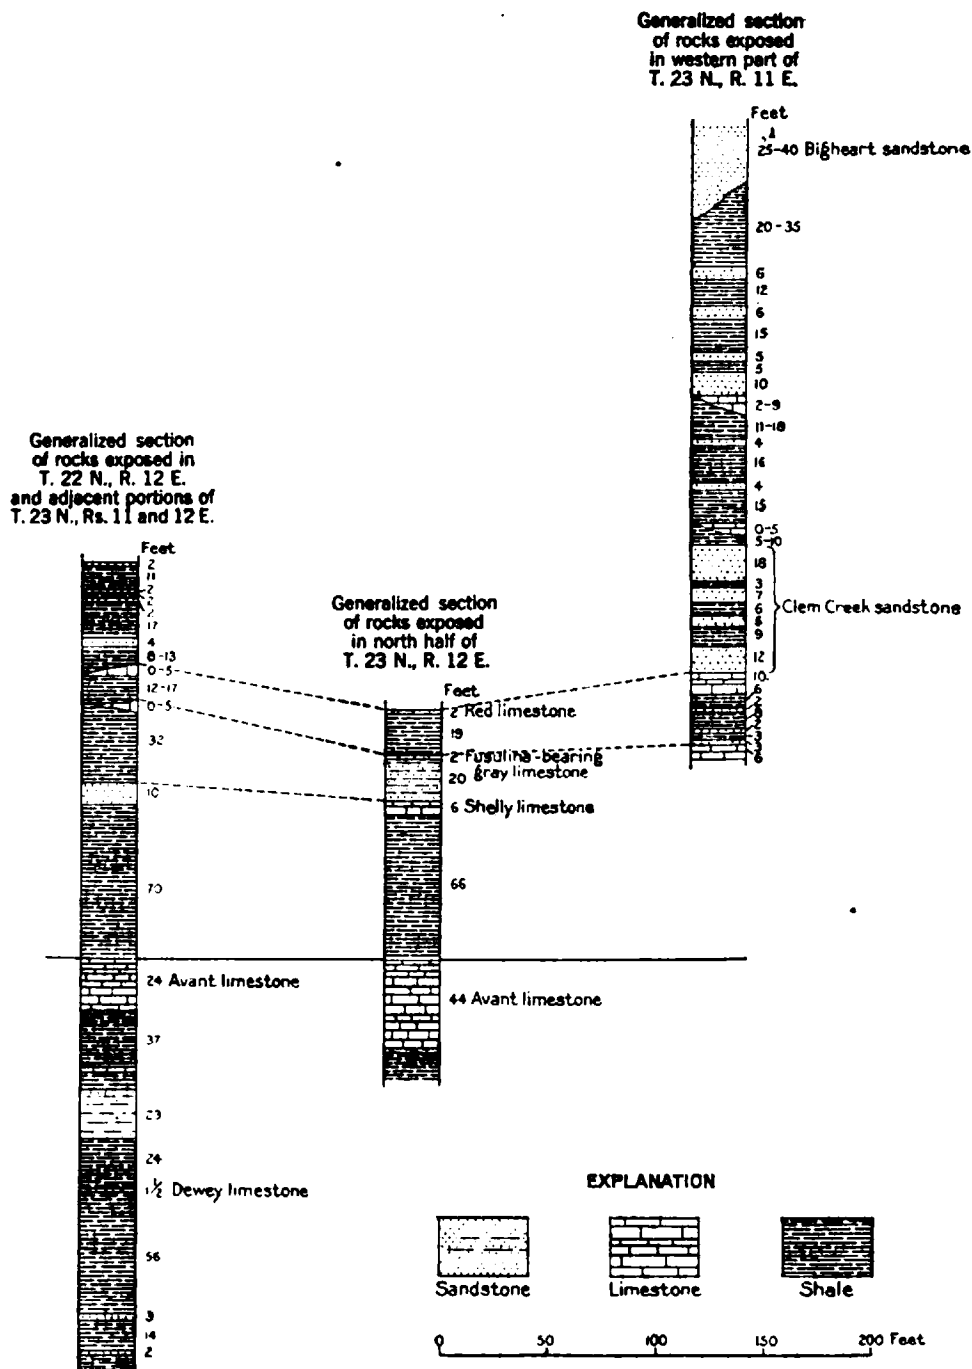 Generalized section
of rocks exposed
in western part of
T. 23 N., R. 11 E.
Feet
25-40 Bigheart sandstone
20-35
6
12
6
15
5
5
10
2-9
11-18
4
16
4
15
0-5
5-10
18
3
7
6
Clem Creek sandstone
9
12
10
6
2
2
3
6
Generalized section
of rocks exposed in
T. 22 N., R. 12 E.
and adjacent portions of
T. 23 N., Rs. 11 and 12 E.
Feet
2
11
2
2
2
17
4
8-13
0-5
12-17
0-5
32
10
70
24 Avant limestone
37
23
24
1½ Dewey limestone
56
3
14
2
Generalized section
of rocks exposed
in north half of
T. 23 N., R. 12 E.
Feet
2 Red limestone
19
2 Fusulina-bearing
gray limestone
20
6 Shelly limestone
66
44 Avant limestone
EXPLANATION
Sandstone
Limestone
Shale
0 50 100 150 200 Feet